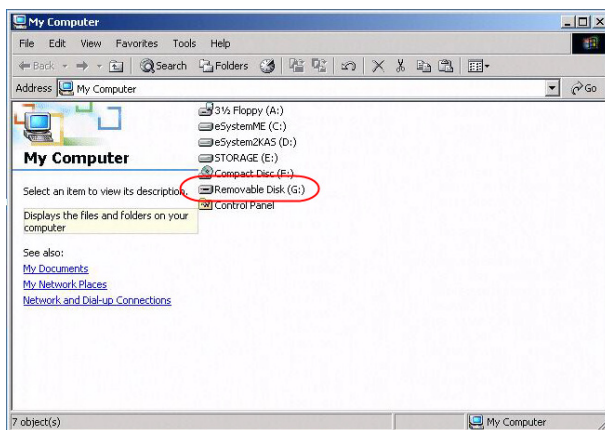 My Computer
File Edit View Favorites Tools Help
Back Search Folders
Address My Computer Go
3½ Floppy (A:)
eSystemME (C:)
eSystem2KAS (D:)
STORAGE (E:)
Compact Disc (F:)
Removable Disk (G:)
Control Panel
My Computer
Select an item to view its description.
Displays the files and folders on your
computer
See also:
My Documents
My Network Places
Network and Dial-up Connections
7 object(s) My Computer